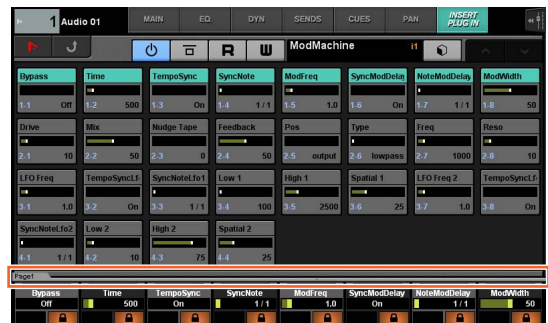 1 Audio 01 MAIN EQ DYN SENDS CUES PAN INSERT PLUG IN
R ModMachine i1
Bypass Time TempoSync SyncNote ModFreq SyncModDelay NoteModDelay ModWidth
1-1 Off 1-2 500 1-3 On 1-4 1/1 1-5 1.0 1-6 On 1-7 1/1 1-8 50
Drive Mix Nudge Tape Feedback Pos Type Freq Reso
2-1 10 2-2 50 2-3 0 2-4 50 2-5 output 2-6 lowpass 2-7 1000 2-8 10
LFO Freq TempoSyncLf SyncNoteLfo1 Low 1 High 1 Spatial 1 LFO Freq 2 TempoSyncLf
3-1 1.0 3-2 On 3-3 1/1 3-4 100 3-5 2500 3-6 25 3-7 1.0 3-8 On
SyncNoteLfo2 Low 2 High 2 Spatial 2
4-1 1/1 4-2 10 4-3 75 4-4 25
Page1
Bypass Time TempoSync SyncNote ModFreq SyncModDelay NoteModDelay ModWidth
Off 500 On 1/1 1.0 On 1/1 50